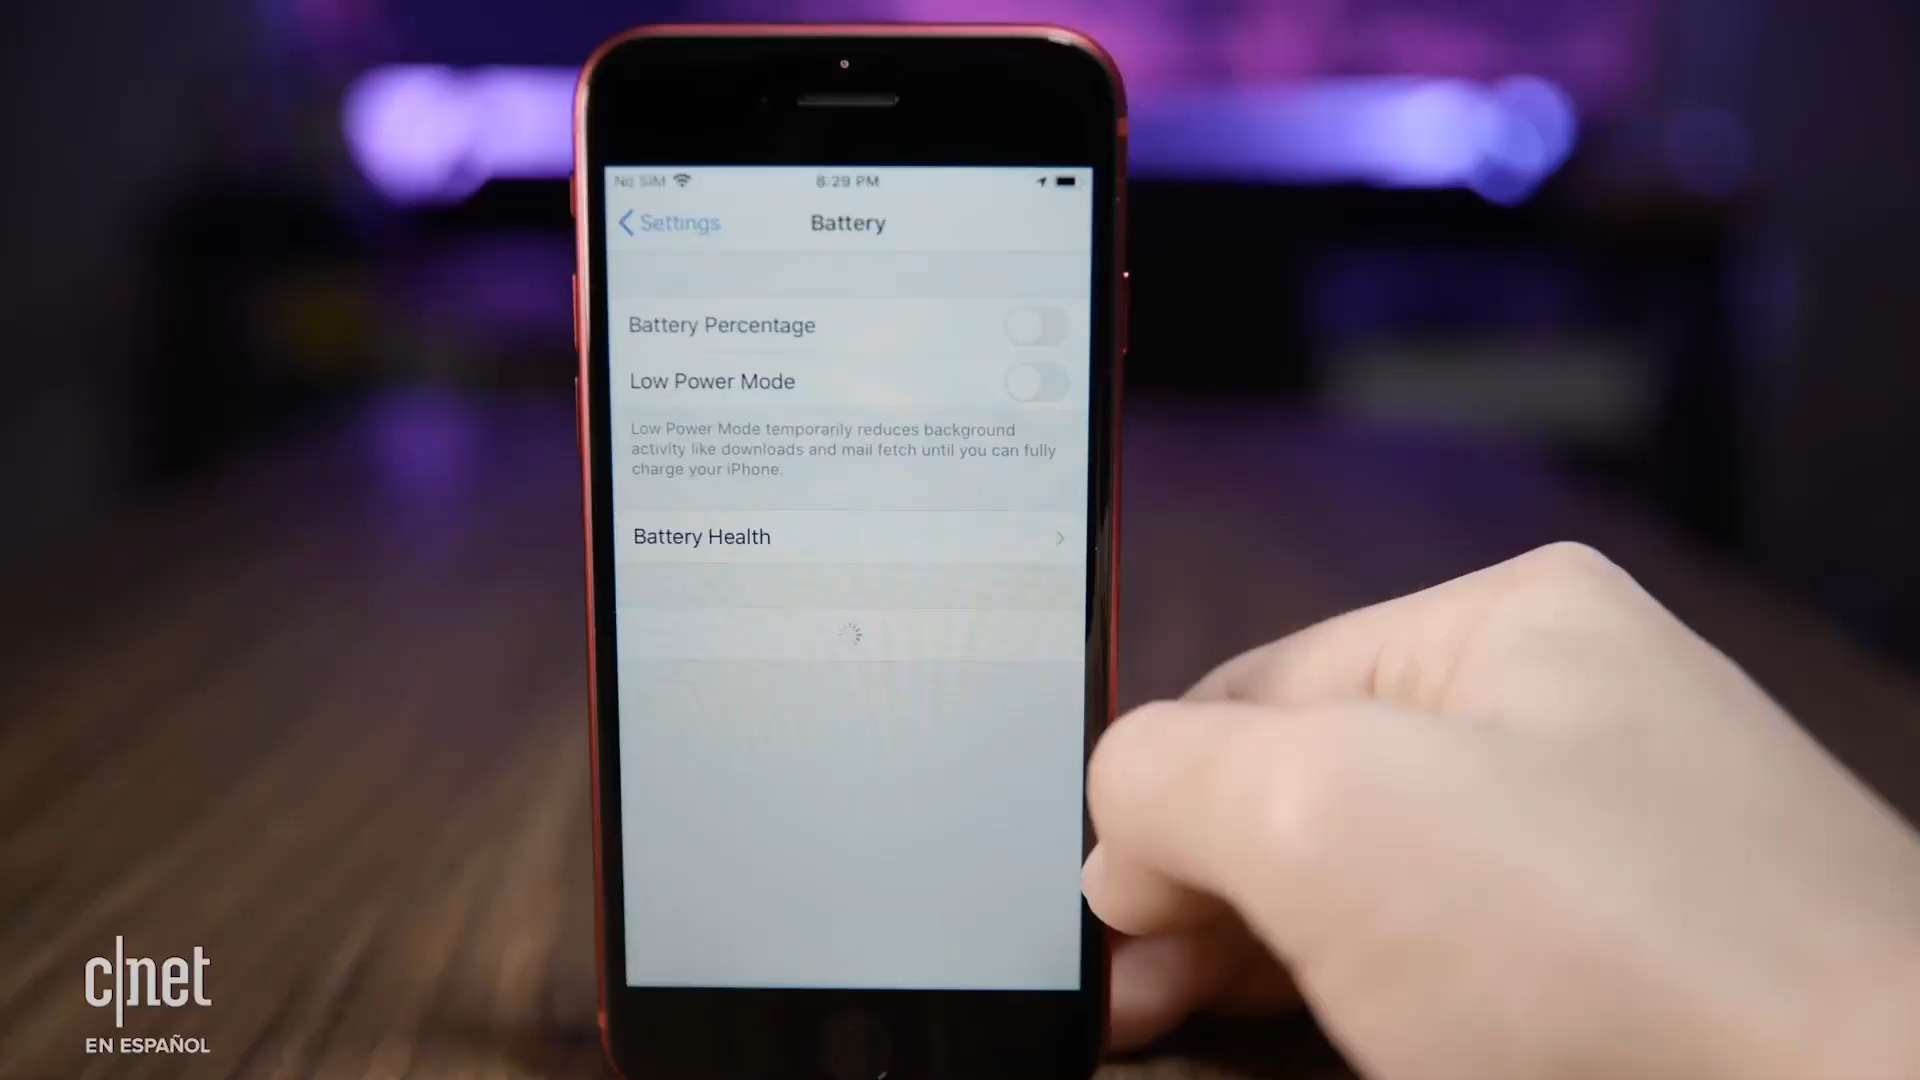 No SIM 8:29 PM
Settings Battery
Battery Percentage
Low Power Mode
Low Power Mode temporarily reduces background
activity like downloads and mail fetch until you can fully
charge your iPhone.
Battery Health
c|net
EN ESPAÑOL